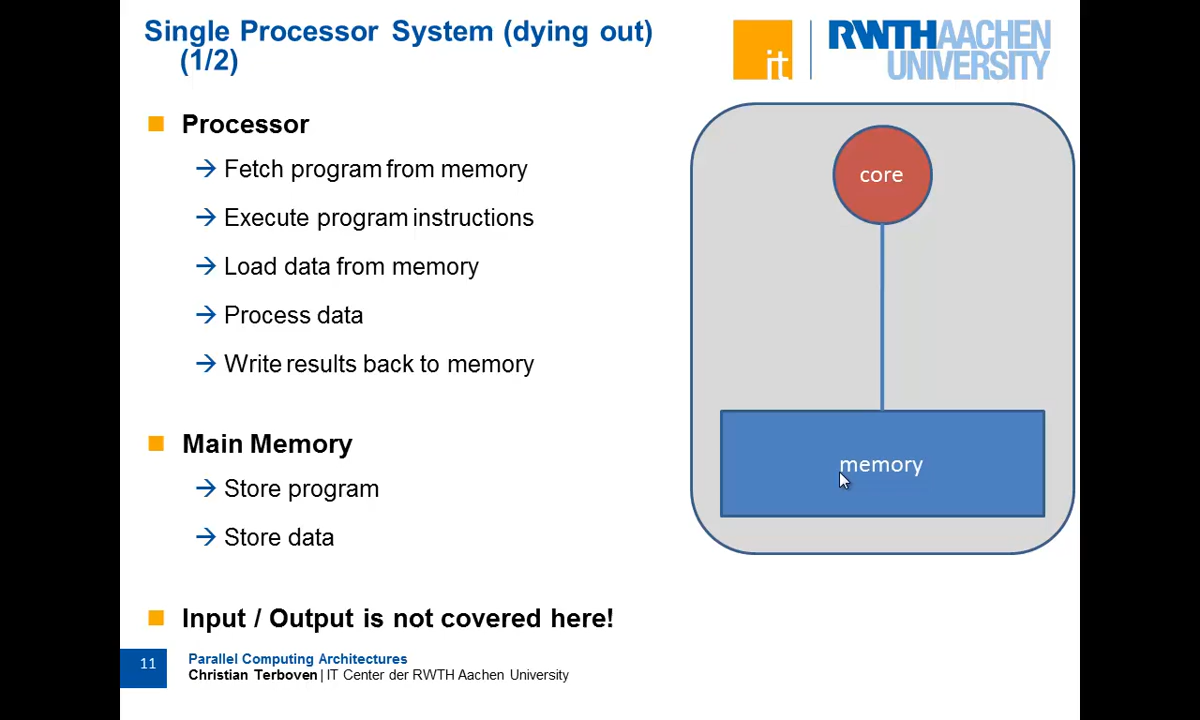 Single Processor System (dying out)
(1/2)
it
RWTHAACHEN
UNIVERSITY
Processor
→ Fetch program from memory
→ Execute program instructions
→ Load data from memory
→ Process data
→ Write results back to memory
core
memory
Main Memory
→ Store program
→ Store data
Input / Output is not covered here!
11
Parallel Computing Architectures
Christian Terboven | IT Center der RWTH Aachen University